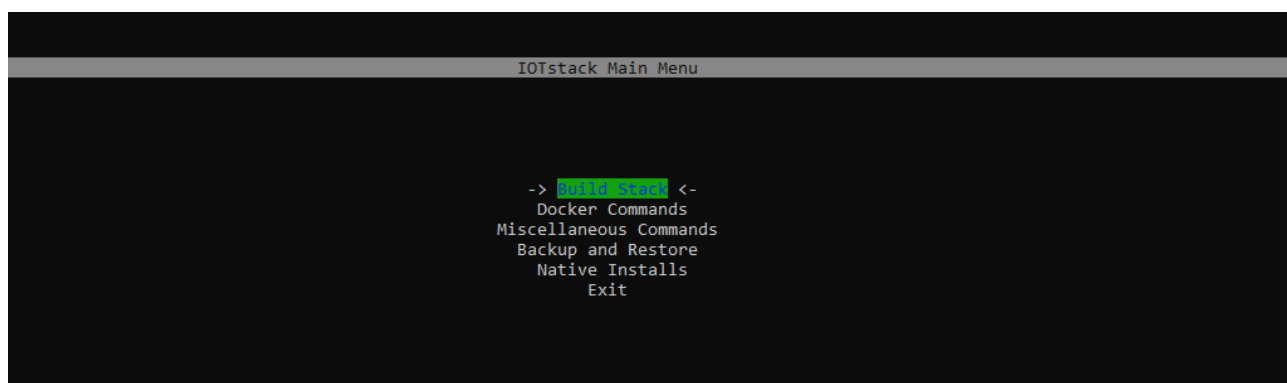 IOTstack Main Menu
-> Build Stack <-
Docker Commands
Miscellaneous Commands
Backup and Restore
Native Installs
Exit